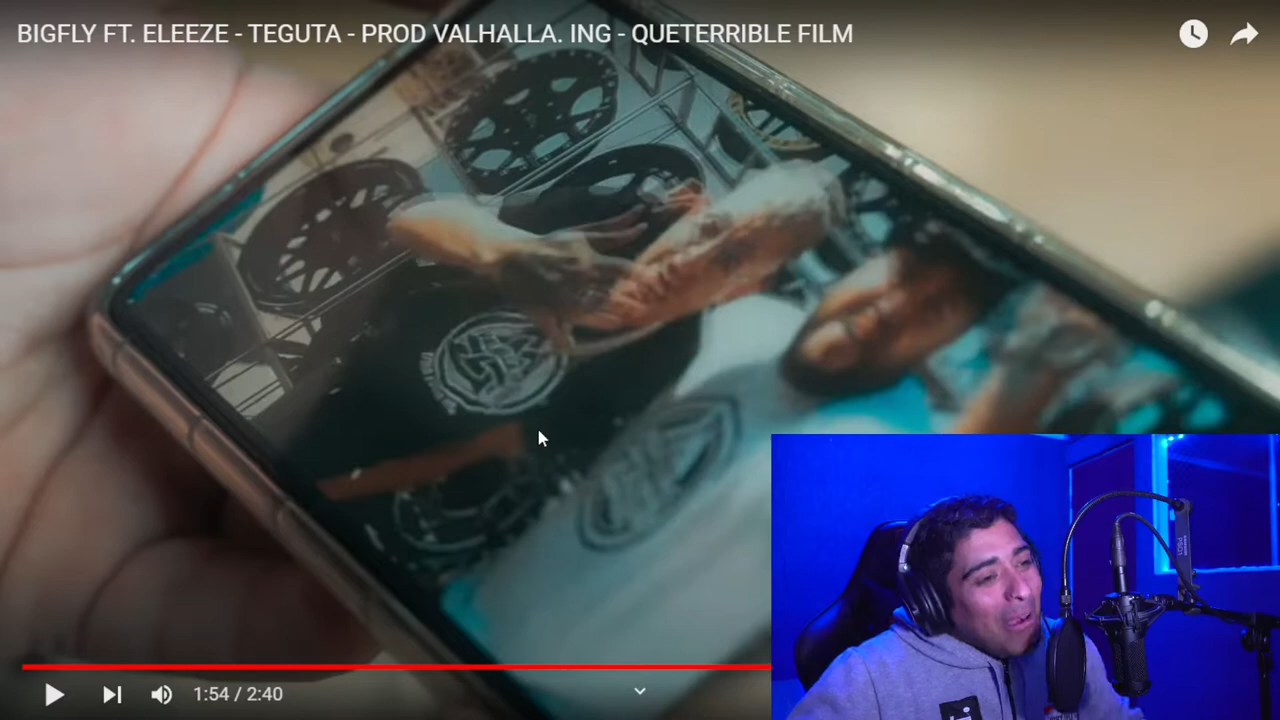 BIGFLY FT. ELEEZE - TEGUTA - PROD VALHALLA. ING - QUETERRIBLE FILM
1:54 / 2:40